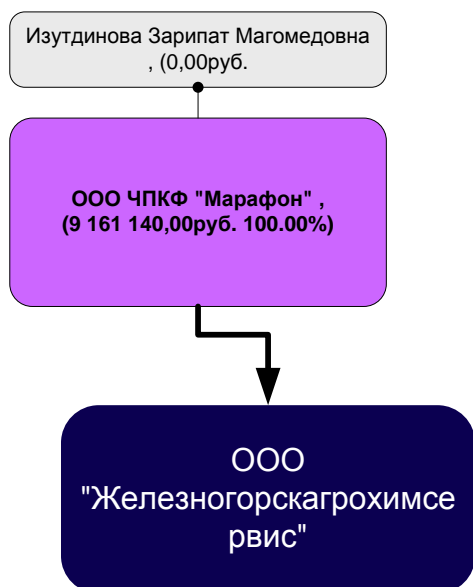 Изутдинова Зарипат Магомедовна
, (0,00руб.
ООО ЧПКФ "Марафон" ,
(9 161 140,00руб. 100.00%)
ООО
"Железногорскагрохимсе
рвис"